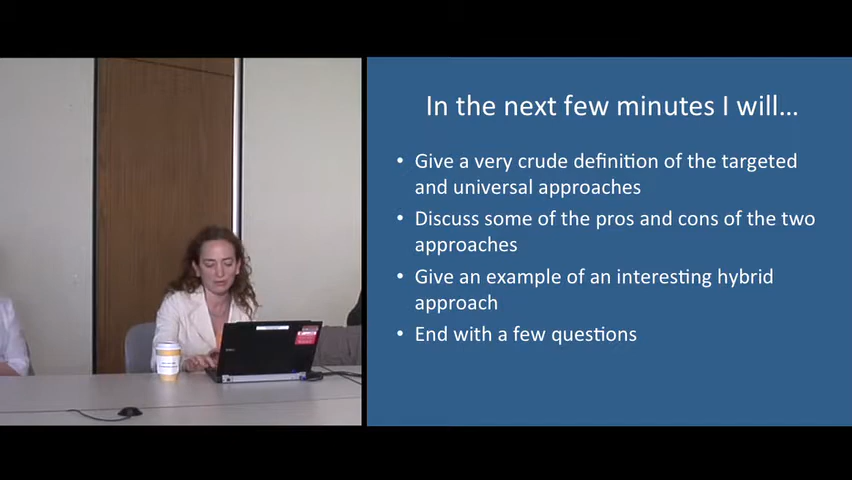 In the next few minutes I will…
• Give a very crude definition of the targeted
and universal approaches
• Discuss some of the pros and cons of the two
approaches
• Give an example of an interesting hybrid
approach
• End with a few questions